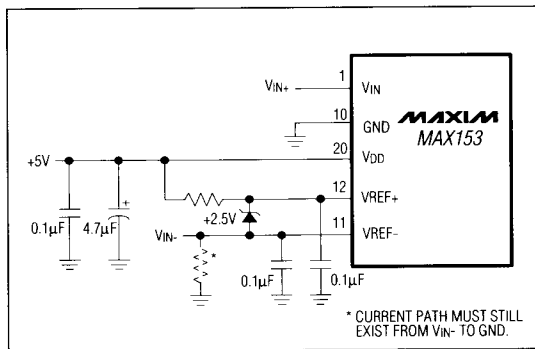 1
VIN+
VIN
MAXIM
MAX153
10
GND
20
+5V
VDD
12
VREF+
+2.5V
11
0.1µF
4.7µF
+
VIN-
VREF-
*
0.1µF
0.1µF
* CURRENT PATH MUST STILL
EXIST FROM VIN- TO GND.